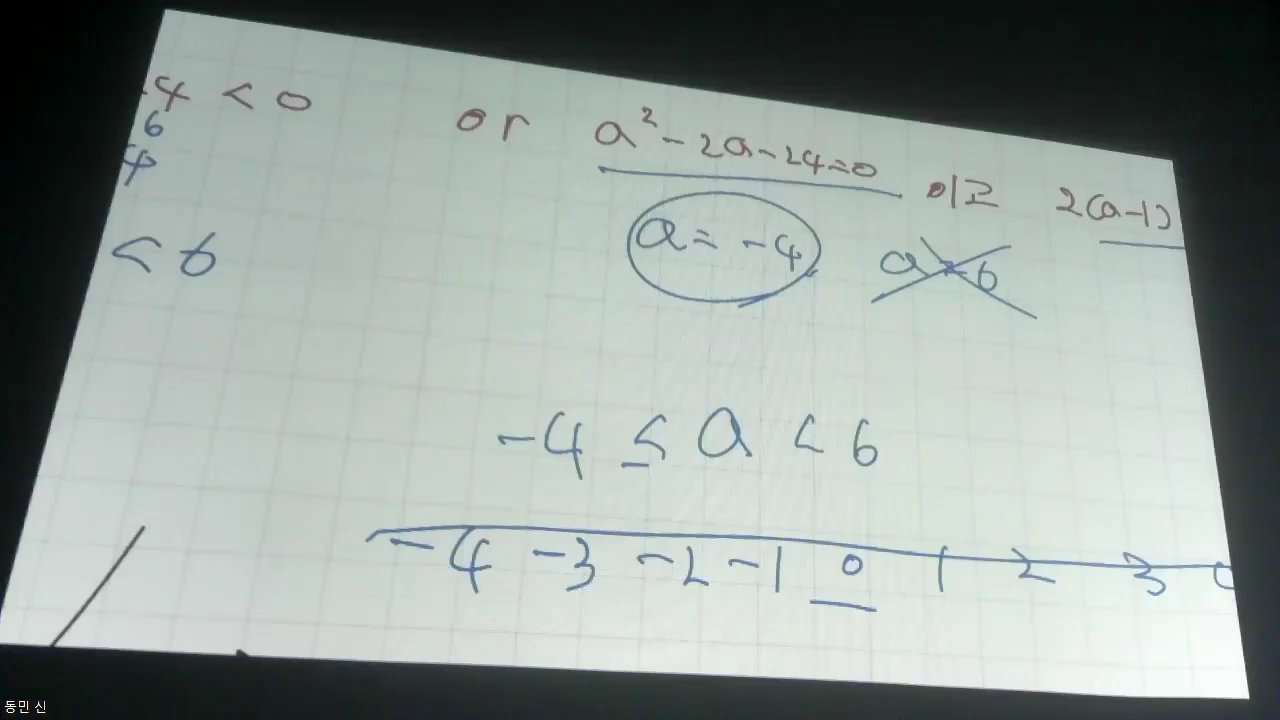 -4 < 0 or a²-2a-24=0 이고 2(a-1)
6
4
< 6 a = -4 a = 6
-4 ≤ a < 6
-4 -3 -2 -1 0 1 2 3
동민 신